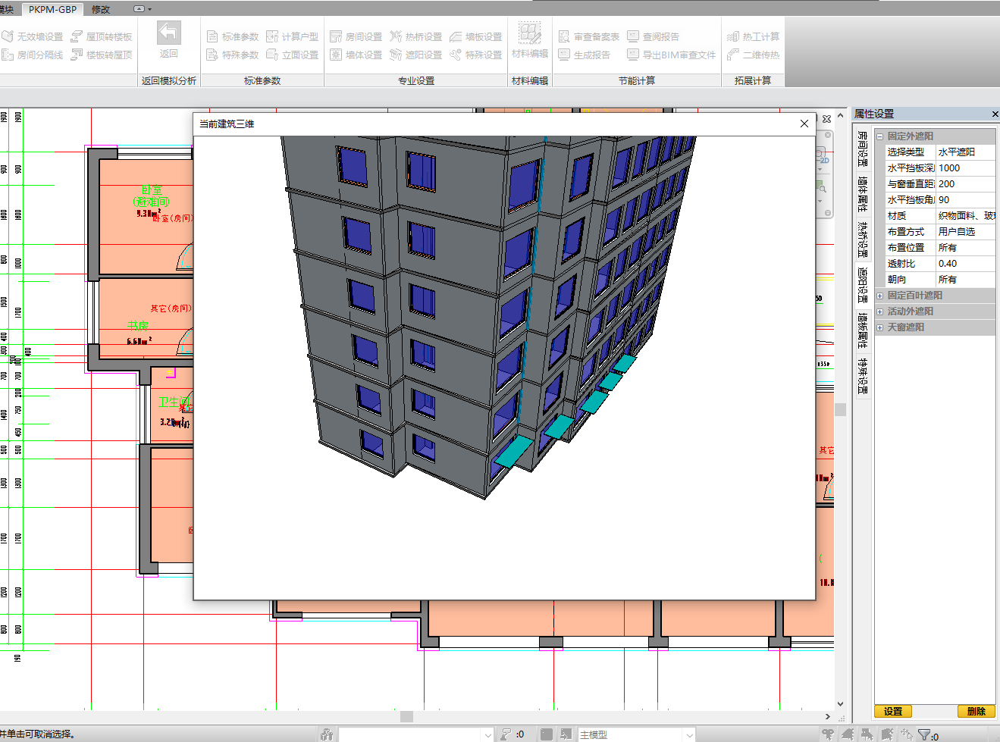 模块 PKPM-GBP 修改
无效墙设置 屋顶转楼板 返回 标准参数 计算户型 房间设置 热桥设置 墙板设置 材料编辑 审查备案表 查阅报告 热工计算
房间分隔线 楼板转屋顶 特殊参数 立面设置 墙体设置 遮阳设置 特殊设置 生成报告 导出BIM审查文件 二维传热
返回模拟分析 标准参数 专业设置 材料编辑 节能计算 拓展计算
当前建筑三维
属性设置
房间设置
墙体属性
热桥设置
遮阳设置
墙板属性
特殊设置
固定外遮阳
选择类型 水平遮阳
水平挡板深 1000
与窗垂直距 200
水平挡板角 90
材质 织物面料、玻
布置方式 用户自选
布置位置 所有
透射比 0.40
朝向 所有
固定百叶遮阳
活动外遮阳
天窗遮阳
设置 删除
卧室
(避难间)
卧室(房间)
其它(房间)
书房
卫生间
其它
2D
并单击可取消选择。
:0
主模型
:0